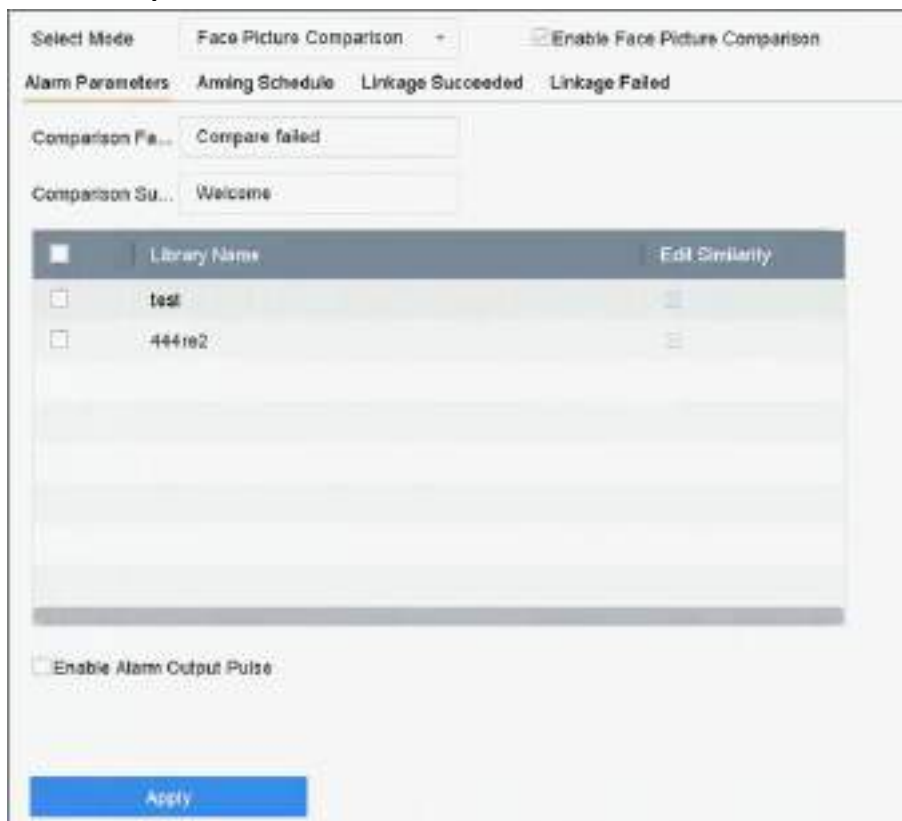 Select Mode Face Picture Comparison Enable Face Picture Comparison
Alarm Parameters Arming Schedule Linkage Succeeded Linkage Failed
Comparison Fa... Compare failed
Comparison Su... Welcome
Library Name Edit Similarity
test
444re2
Enable Alarm Output Pulse
Apply